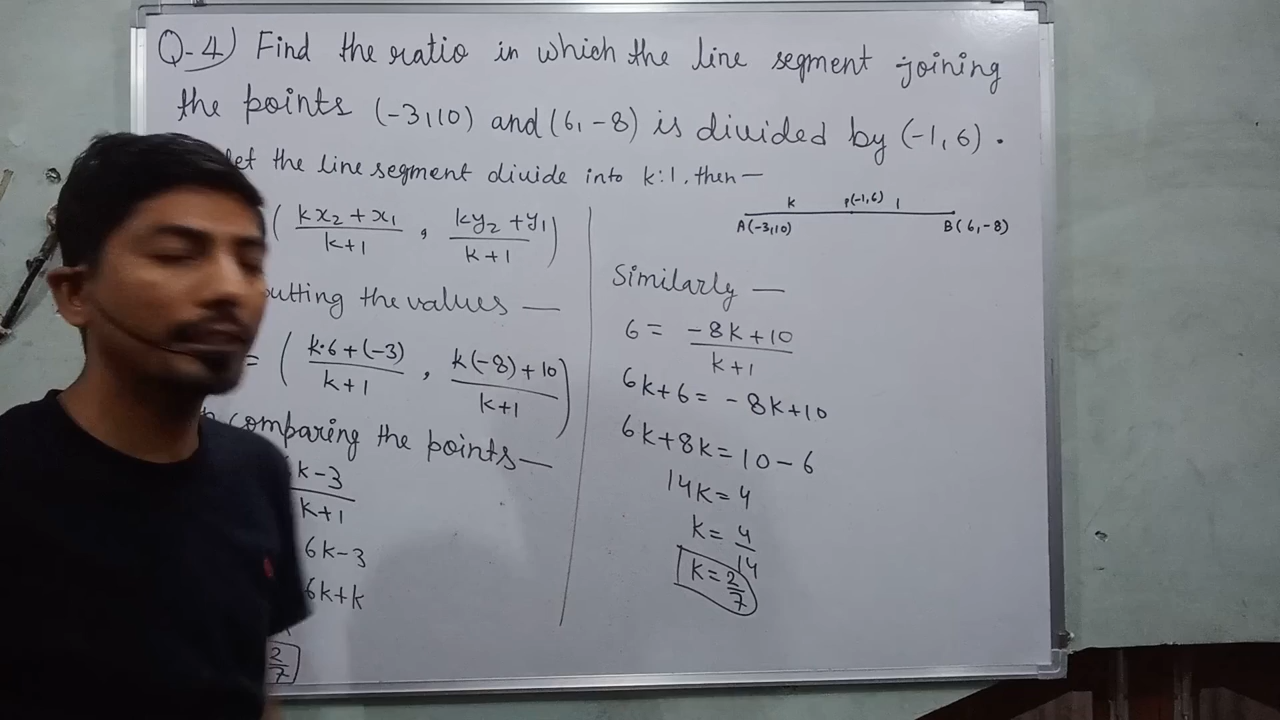 Q-4) Find the ratio in which the line segment joining
the points (-3,10) and (6,-8) is divided by (-1,6).
let the line segment divide into k:1, then —
( kx₂+x₁/k+1 , ky₂+y₁/k+1 )
putting the values —
= ( k·6+(-3)/k+1 , k(-8)+10/k+1 )
comparing the points —
k-3/k+1
6k-3
6k+k
2/7
k P(-1,6) 1
A(-3,10) B(6,-8)
Similarly —
6 = -8k+10/k+1
6k+6 = -8k+10
6k+8k = 10-6
14k = 4
k = 4/14
k = 2/7